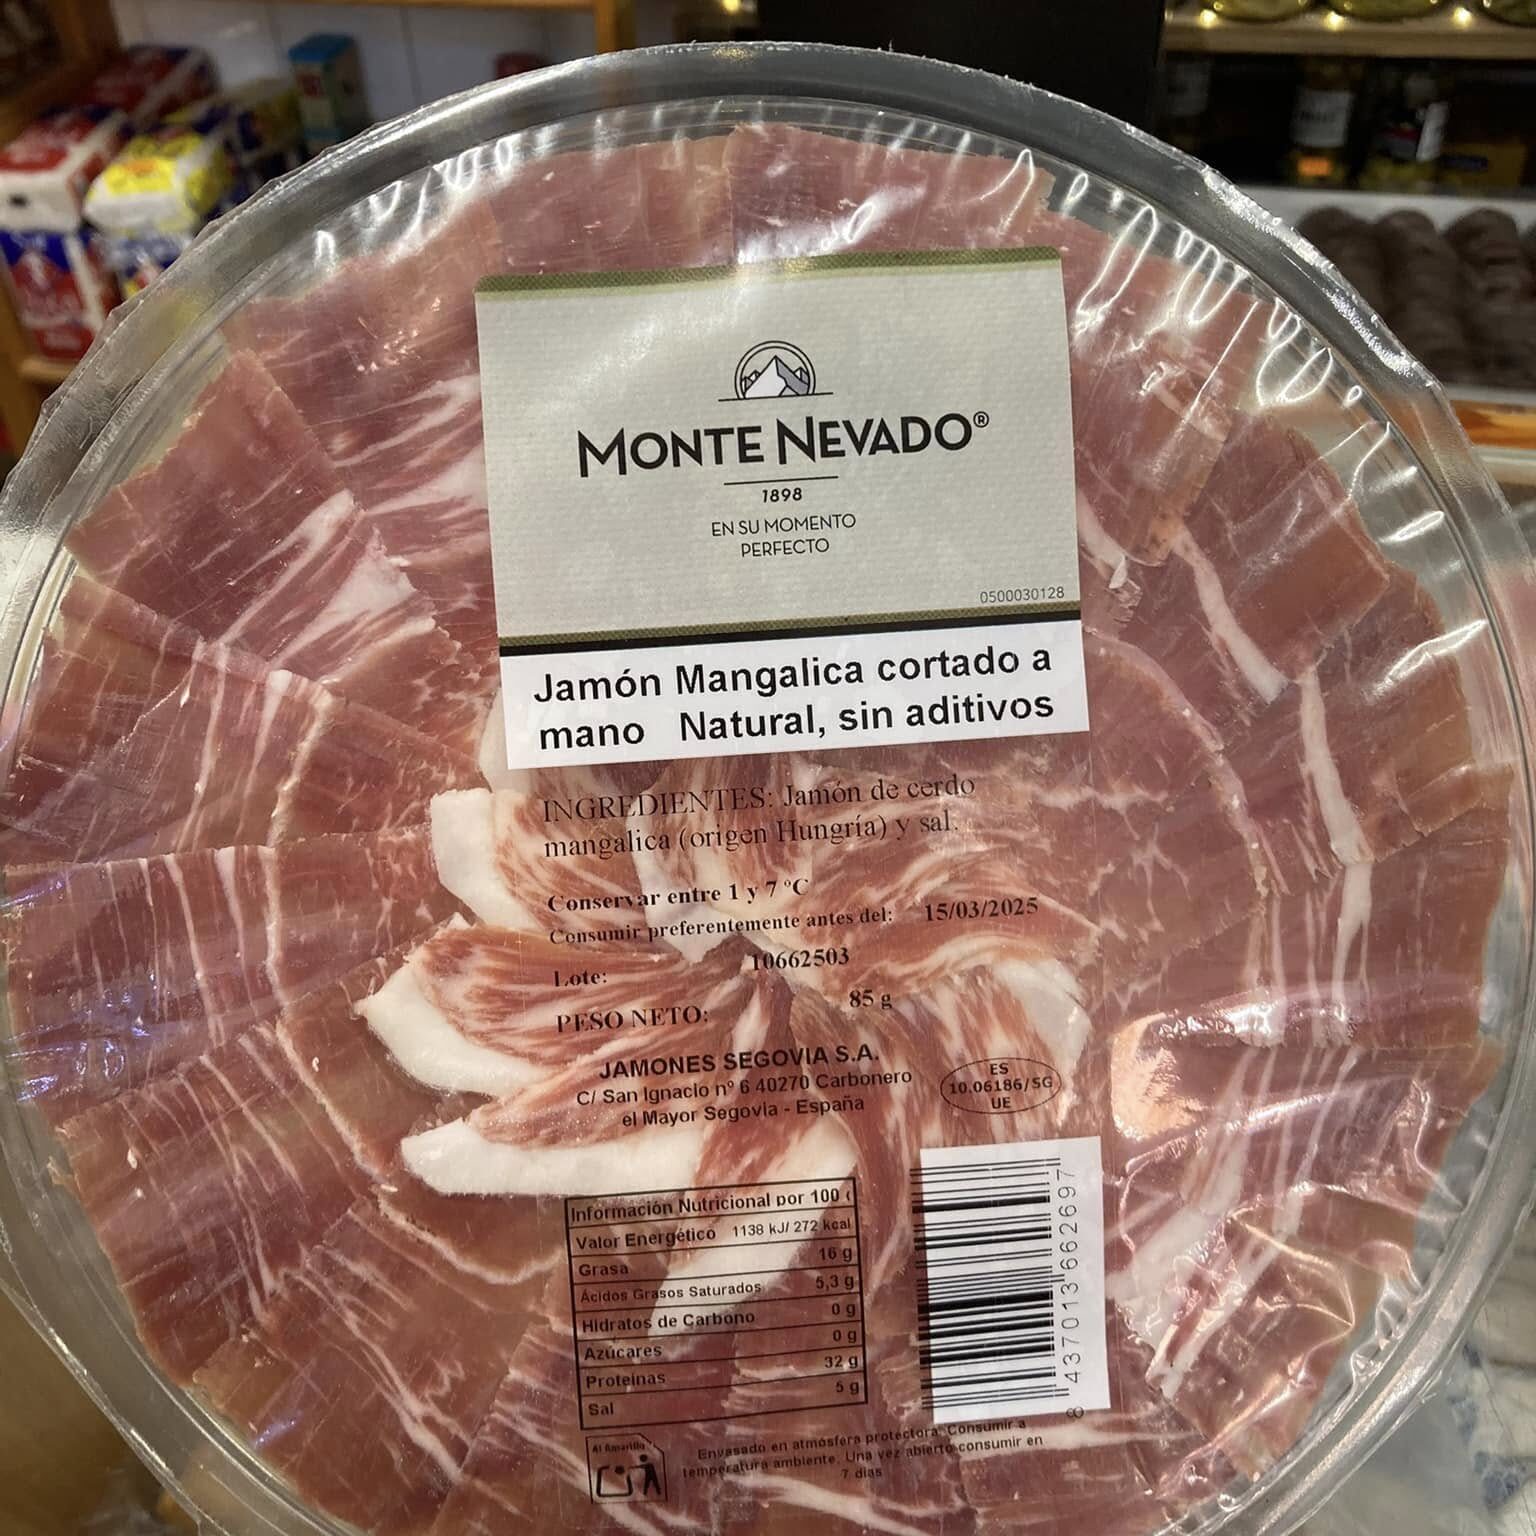 MONTE NEVADO®
1898
EN SU MOMENTO
PERFECTO
0500030128
Jamón Mangalica cortado a
mano Natural, sin aditivos
INGREDIENTES: Jamón de cerdo
mangalica (origen Hungría) y sal.
Conservar entre 1 y 7 ºC
Consumir preferentemente antes del: 15/03/2025
Lote: 10662503
PESO NETO: 85 g
JAMONES SEGOVIA S.A.
C/ San Ignacio nº 6 40270 Carbonero
el Mayor Segovia - España
ES
10.06186/SG
UE
Información Nutricional por 100
Valor Energético 1138 kJ/ 272 kcal
Grasa 16 g
Ácidos Grasos Saturados 5,3 g
Hidratos de Carbono 0 g
Azúcares 0 g
Proteinas 32 g
Sal 5 g
8 437013 662697
Al Amarillo
Envasado en atmósfera protectora Consumir a
temperatura ambiente. Una vez abierto consumir en
7 dias